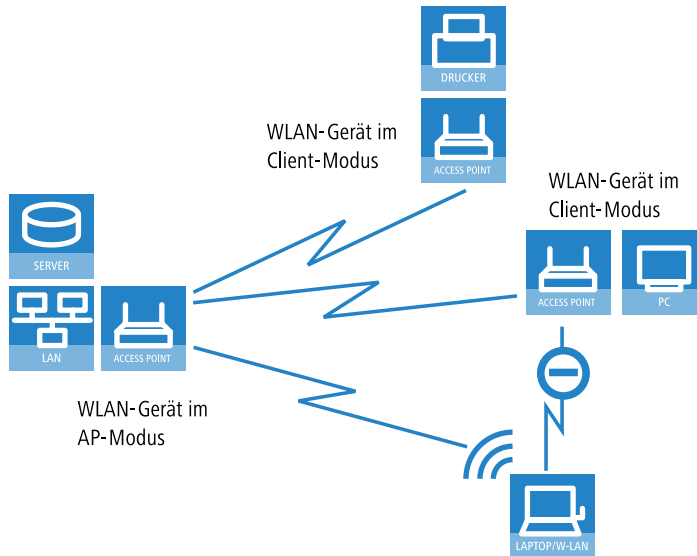 DRUCKER
WLAN-Gerät im
Client-Modus
ACCESS POINT
WLAN-Gerät im
Client-Modus
SERVER
ACCESS POINT
PC
LAN
ACCESS POINT
WLAN-Gerät im
AP-Modus
LAPTOP/W-LAN